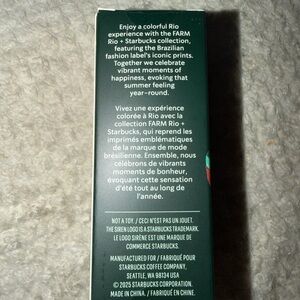 Enjoy a colorful Rio
experience with the FARM
Rio + Starbucks collection,
featuring the Brazilian
fashion label's iconic prints.
Together we celebrate
vibrant moments of
happiness, evoking that
summer feeling
year-round.
Vivez une expérience
colorée à Rio avec la
collection FARM Rio +
Starbucks, qui reprend les
imprimés emblématiques
de la marque de mode
brésilienne. Ensemble, nous
célébrons de vibrants
moments de bonheur,
évoquant cette sensation
d'été tout au long de
l'année.
NOT A TOY. / CECI N'EST PAS UN JOUET.
THE SIREN LOGO IS A STARBUCKS TRADEMARK.
LE LOGO SIRÈNE EST UNE MARQUE DE
COMMERCE STARBUCKS.
MANUFACTURED FOR / FABRIQUÉ POUR
STARBUCKS COFFEE COMPANY,
SEATTLE, WA 98134 USA
© 2025 STARBUCKS CORPORATION.
MADE IN CHINA. / FABRIQUÉ EN CHINE.